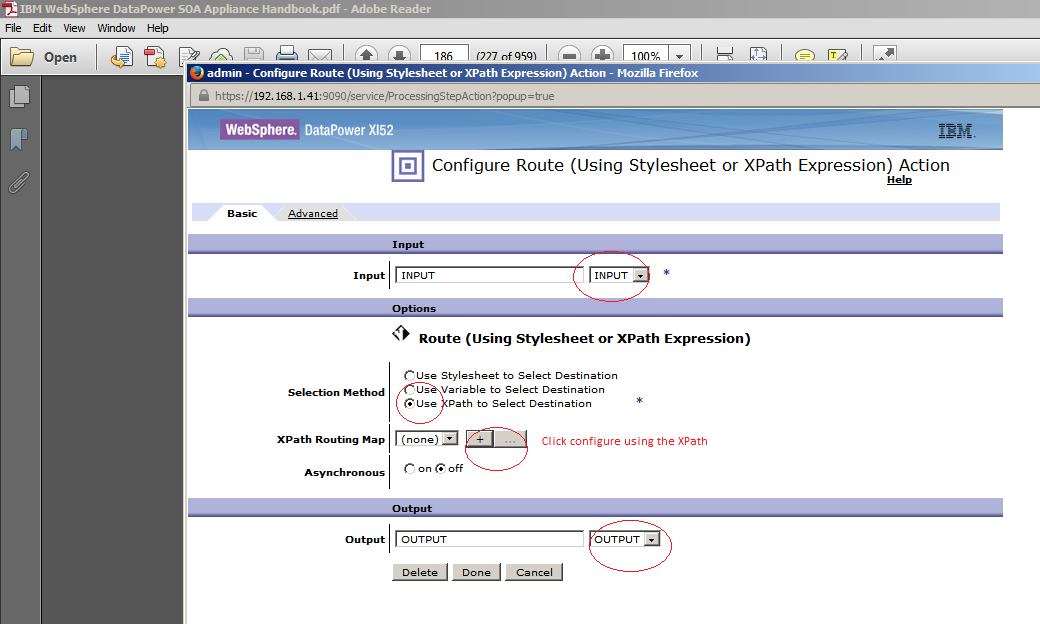 IBM WebSphere DataPower SOA Appliance Handbook.pdf - Adobe Reader
File Edit View Window Help
Open 186 (227 of 959) 100%
admin - Configure Route (Using Stylesheet or XPath Expression) Action - Mozilla Firefox
https://192.168.1.41:9090/service/ProcessingStepAction?popup=true
WebSphere. DataPower XI52 IBM.
Configure Route (Using Stylesheet or XPath Expression) Action
Help
Basic Advanced
Input
Input INPUT INPUT *
Options
Route (Using Stylesheet or XPath Expression)
Use Stylesheet to Select Destination
Selection Method Use Variable to Select Destination
Use XPath to Select Destination *
XPath Routing Map (none) + ... Click configure using the XPath
Asynchronous on off
Output
Output OUTPUT OUTPUT
Delete Done Cancel